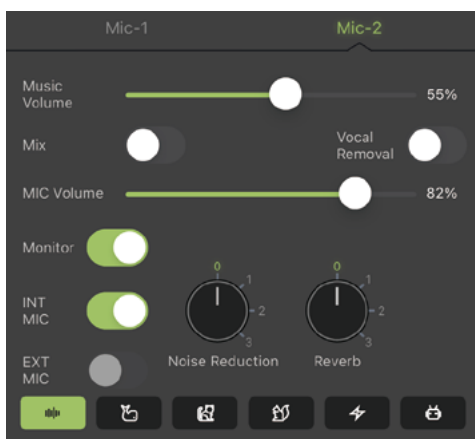 Mic-1 Mic-2
Music
Volume
55%
Mix
Vocal
Removal
MIC Volume 82%
Monitor
INT
MIC
0 1 2 3
0 1 2 3
Noise Reduction Reverb
EXT
MIC